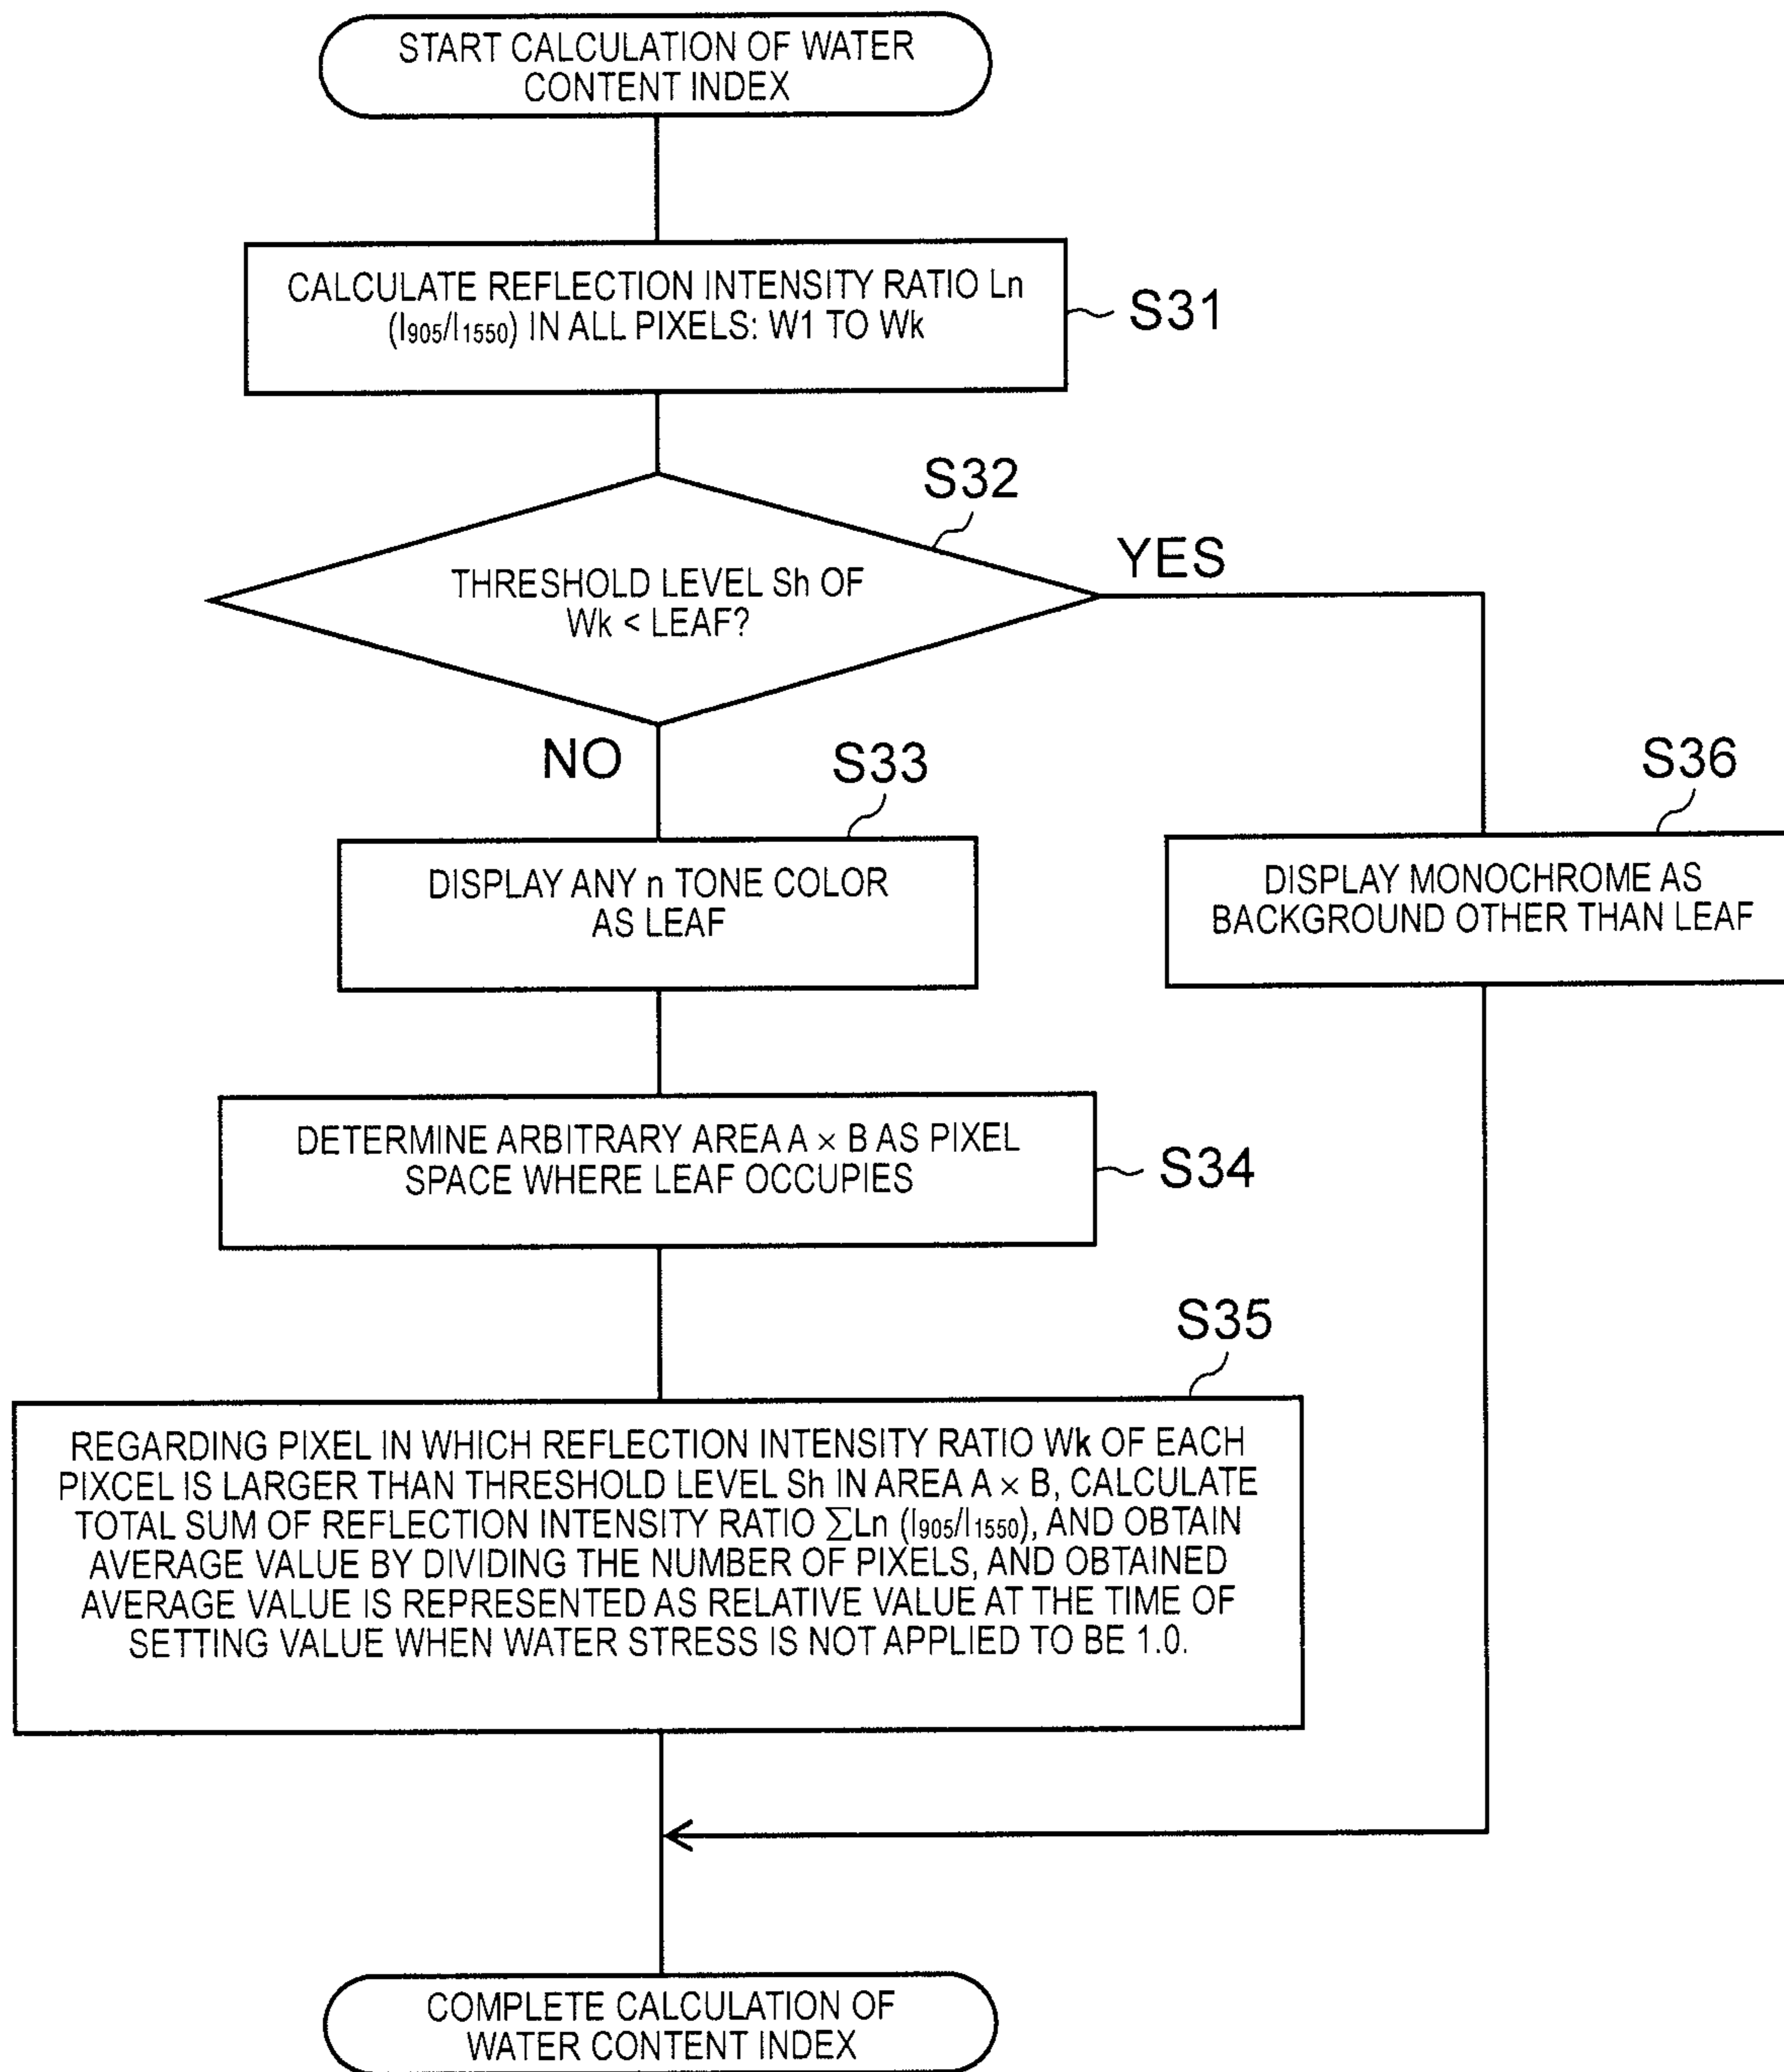 START CALCULATION OF WATER
CONTENT INDEX
CALCULATE REFLECTION INTENSITY RATIO Ln
(I905/I1550) IN ALL PIXELS: W1 TO Wk
S31
S32
THRESHOLD LEVEL Sh OF
Wk < LEAF?
YES
NO
S33
DISPLAY ANY n TONE COLOR
AS LEAF
S36
DISPLAY MONOCHROME AS
BACKGROUND OTHER THAN LEAF
DETERMINE ARBITRARY AREA A × B AS PIXEL
SPACE WHERE LEAF OCCUPIES
S34
S35
REGARDING PIXEL IN WHICH REFLECTION INTENSITY RATIO Wk OF EACH
PIXCEL IS LARGER THAN THRESHOLD LEVEL Sh IN AREA A × B, CALCULATE
TOTAL SUM OF REFLECTION INTENSITY RATIO ∑Ln (I905/I1550), AND OBTAIN
AVERAGE VALUE BY DIVIDING THE NUMBER OF PIXELS, AND OBTAINED
AVERAGE VALUE IS REPRESENTED AS RELATIVE VALUE AT THE TIME OF
SETTING VALUE WHEN WATER STRESS IS NOT APPLIED TO BE 1.0.
COMPLETE CALCULATION OF
WATER CONTENT INDEX